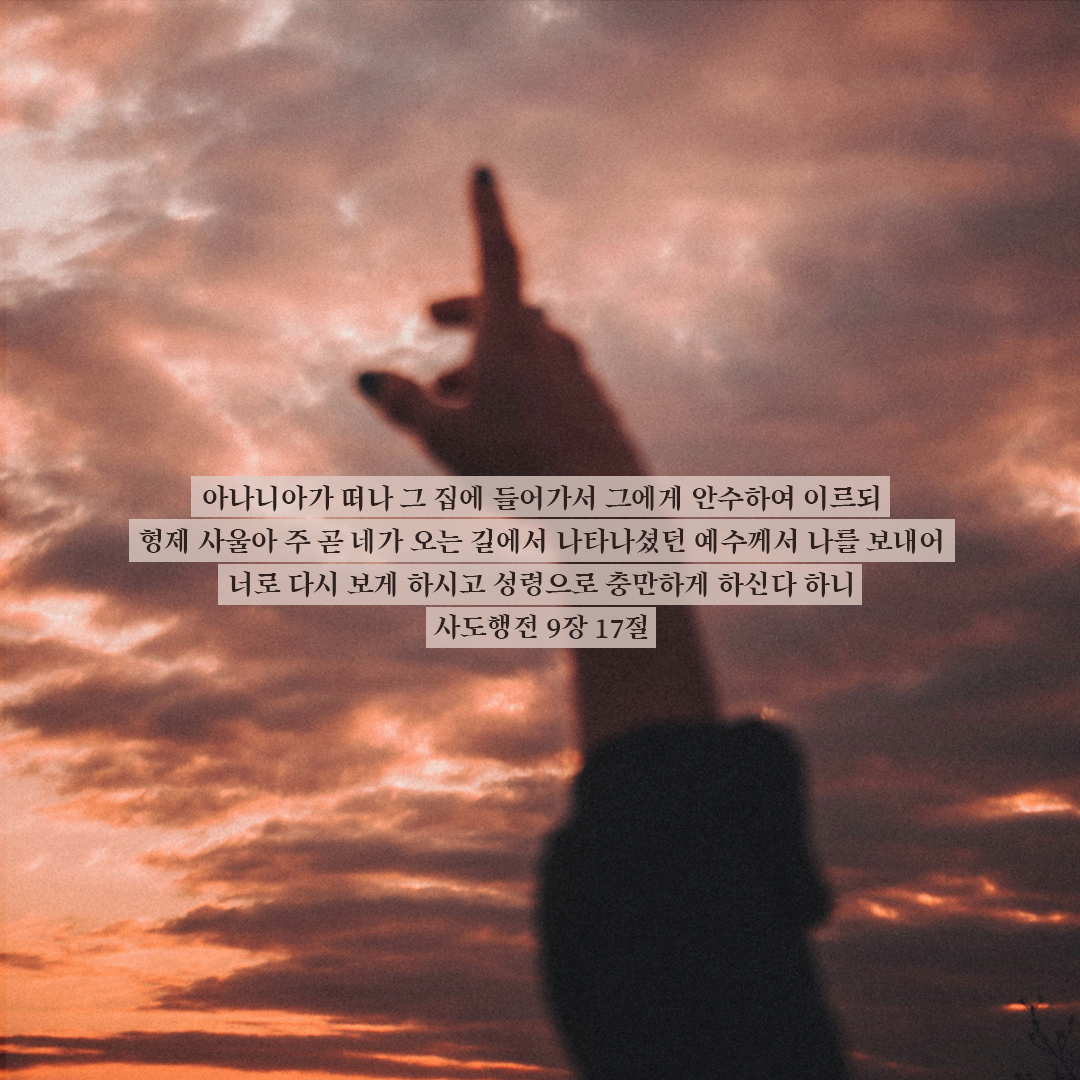 아나니아가 떠나 그 집에 들어가서 그에게 안수하여 이르되
형제 사울아 주 곧 네가 오는 길에서 나타나셨던 예수께서 나를 보내어
너로 다시 보게 하시고 성령으로 충만하게 하신다 하니
사도행전 9장 17절